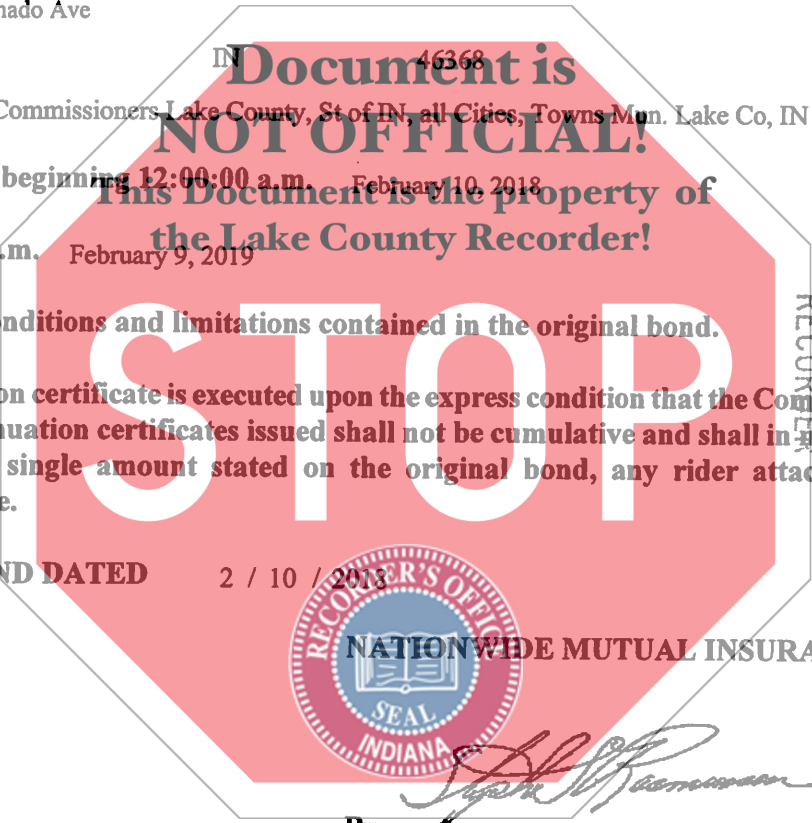 nado Ave
IN 46368
Document is
Commissioners Lake County, St of IN, all Cities, Towns Mun. Lake Co, IN
NOT OFFICIAL!
beginning 12:00:00 a.m. February 10, 2018
This Document is the property of
the Lake County Recorder!
.m. February 9, 2019
RECORDER
nditions and limitations contained in the original bond.
STOP
on certificate is executed upon the express condition that the Com
nuation certificates issued shall not be cumulative and shall in
single amount stated on the original bond, any rider attac
e.
ND DATED 2 / 10 / 2018
RECORDER'S OFFICE
NATIONWIDE MUTUAL INSURA
SEAL
INDIANA